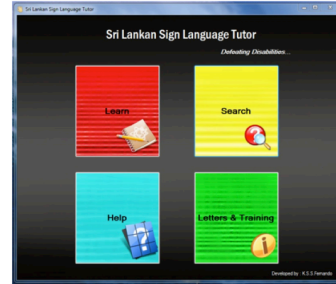 Sri Lankan Sign Language Tutor
Sri Lankan Sign Language Tutor
Defeating Disabilities...
Learn
Search
Help
Letters & Training
Developed by : K.S.S.Fernando